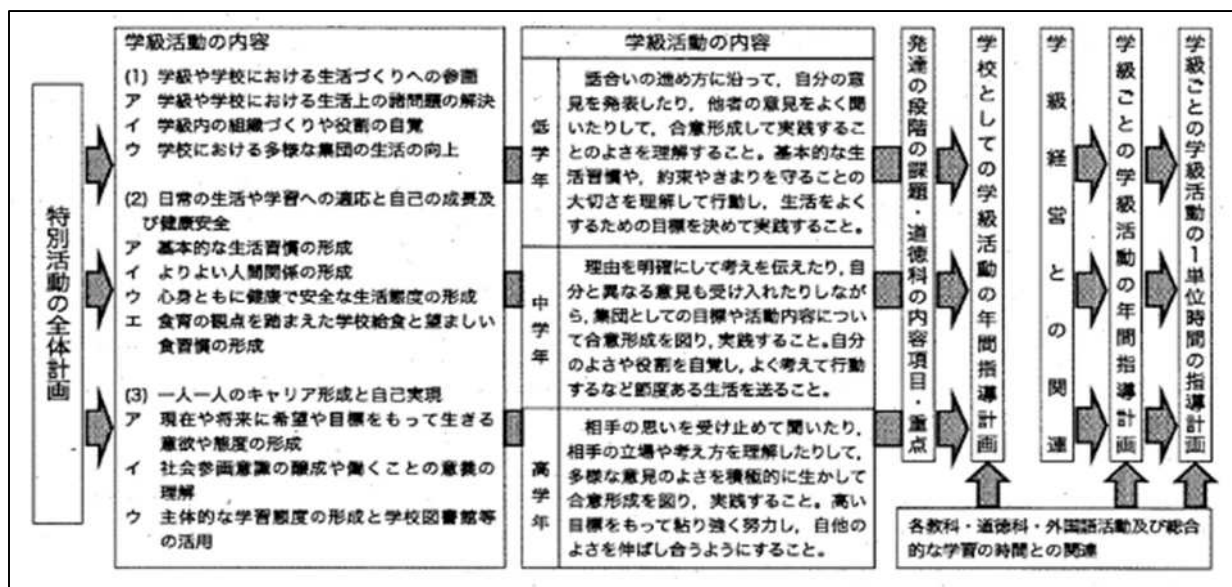 特別活動の全体計画
学級活動の内容
(1) 学級や学校における生活づくりへの参画
ア 学級や学校における生活上の諸問題の解決
イ 学級内の組織づくりや役割の自覚
ウ 学校における多様な集団の生活の向上
(2) 日常の生活や学習への適応と自己の成長及
び健康安全
ア 基本的な生活習慣の形成
イ よりよい人間関係の形成
ウ 心身ともに健康で安全な生活態度の形成
エ 食育の観点を踏まえた学校給食と望ましい
食習慣の形成
(3) 一人一人のキャリア形成と自己実現
ア 現在や将来に希望や目標をもって生きる
意欲や態度の形成
イ 社会参画意識の醸成や働くことの意義の
理解
ウ 主体的な学習態度の形成と学校図書館等
の活用
学級活動の内容
低学年
話合いの進め方に沿って，自分の意
見を発表したり，他者の意見をよく聞
いたりして，合意形成して実践するこ
とのよさを理解すること。基本的な生
活習慣や，約束やきまりを守ることの
大切さを理解して行動し，生活をよく
するための目標を決めて実践すること。
中学年
理由を明確にして考えを伝えたり，自
分と異なる意見も受け入れたりしなが
ら，集団としての目標や活動内容につい
て合意形成を図り，実践すること。自分
のよさや役割を自覚し，よく考えて行動
するなど節度ある生活を送ること。
高学年
相手の思いを受け止めて聞いたり，
相手の立場や考え方を理解したりして，
多様な意見のよさを積極的に生かして
合意形成を図り，実践すること。高い
目標をもって粘り強く努力し，自他の
よさを伸ばし合うようにすること。
発達の段階の課題・道徳科の内容項目・重点
学校としての学級活動の年間指導計画
学級経営との関連
学級ごとの学級活動の年間指導計画
学級ごとの学級活動の1単位時間の指導計画
各教科・道徳科・外国語活動及び総合
的な学習の時間との関連